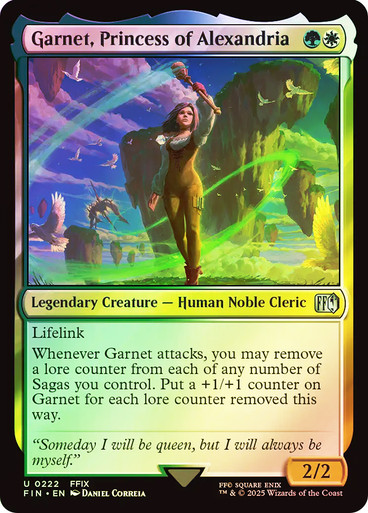 Garnet, Princess of Alexandria
Legendary Creature — Human Noble Cleric
FFC
Lifelink
Whenever Garnet attacks, you may remove
a lore counter from each of any number of
Sagas you control. Put a +1/+1 counter on
Garnet for each lore counter removed this
way.
“Someday I will be queen, but I will always be
myself.”
2/2
U 0222 FFIX
FIN • EN Daniel Correia
FF© SQUARE ENIX
™ & © 2025 Wizards of the Coast